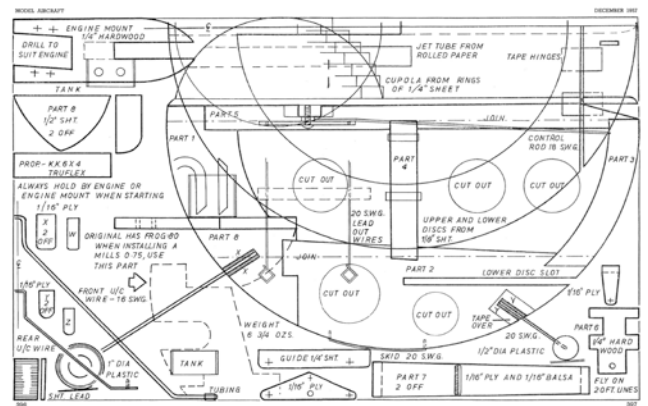 MODEL AIRCRAFT
DECEMBER 1957
ENGINE MOUNT
1/4" HARDWOOD
DRILL TO
SUIT ENGINE
JET TUBE FROM
ROLLED PAPER
TAPE HINGES
CUPOLA FROM RINGS
OF 1/4" SHEET
TANK
PART 8
1/2" SHT.
2 OFF
PART 5
JOIN
PART 1
CONTROL
ROD 18 SWG.
PART
4
PART 3
PROP:- K.K. 6 X 4
TRUFLEX
CUT OUT
CUT OUT
CUT OUT
ALWAYS HOLD BY ENGINE OR
ENGINE MOUNT WHEN STARTING
1/16" PLY
X
2
OFF
W
ORIGINAL HAS FROG 80
WHEN INSTALLING A
MILLS 0·75, USE
THIS PART
PART 8
20 S.W.G.
LEAD
OUT
WIRES
UPPER AND LOWER
DISCS FROM
1/8" SHT.
X
X
JOIN
PART 2
LOWER DISC SLOT
1/16" PLY
2
OFF
Z
FRONT U/C
WIRE-16 SWG.
CUT OUT
CUT OUT
1/16" PLY
Y
TAPE
OVER
20 SWG.
1/2" DIA PLASTIC
PART 6
1/4" HARD
WOOD
WEIGHT
6 3/4 OZS.
REAR
U/C WIRE
1" DIA
PLASTIC
TANK
GUIDE 1/4" SHT.
SKID 20 S.W.G.
FLY ON
20 FT. LINES
SHT. LEAD
TUBING
1/16" PLY
PART 7
2 OFF
1/16" PLY AND 1/16" BALSA